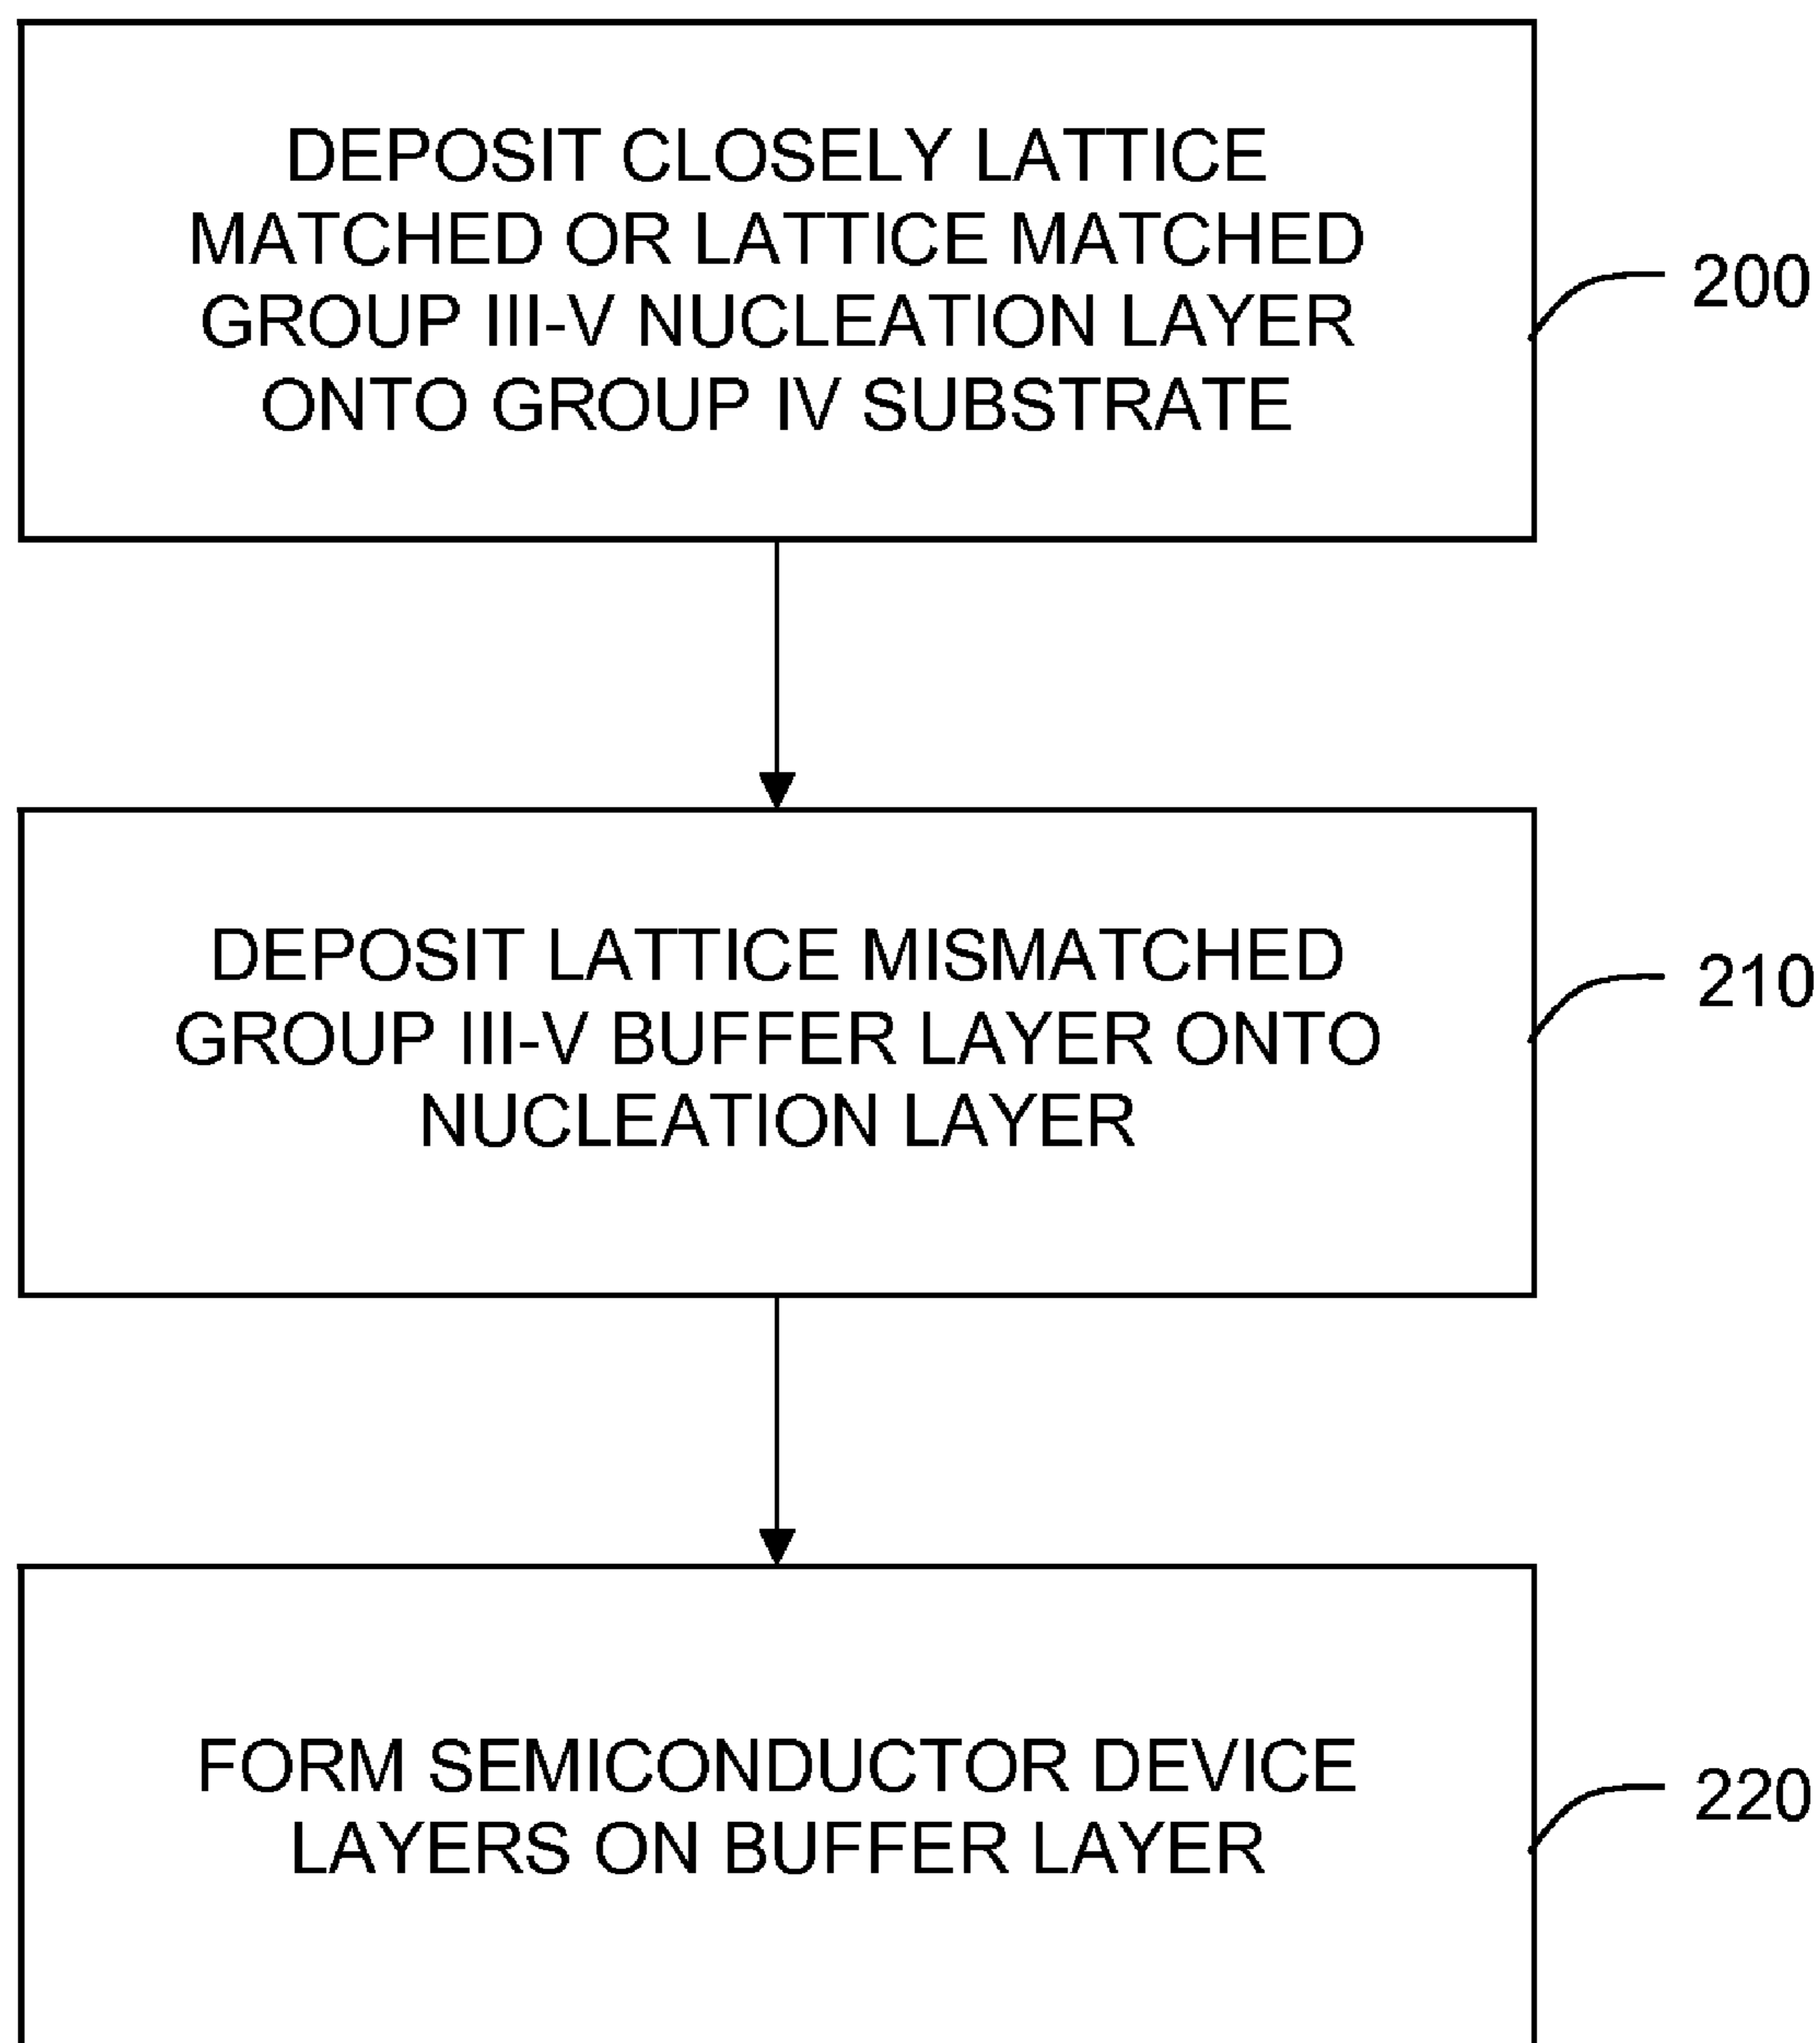 DEPOSIT CLOSELY LATTICE
MATCHED OR LATTICE MATCHED
GROUP III-V NUCLEATION LAYER
ONTO GROUP IV SUBSTRATE
200
DEPOSIT LATTICE MISMATCHED
GROUP III-V BUFFER LAYER ONTO
NUCLEATION LAYER
210
FORM SEMICONDUCTOR DEVICE
LAYERS ON BUFFER LAYER
220